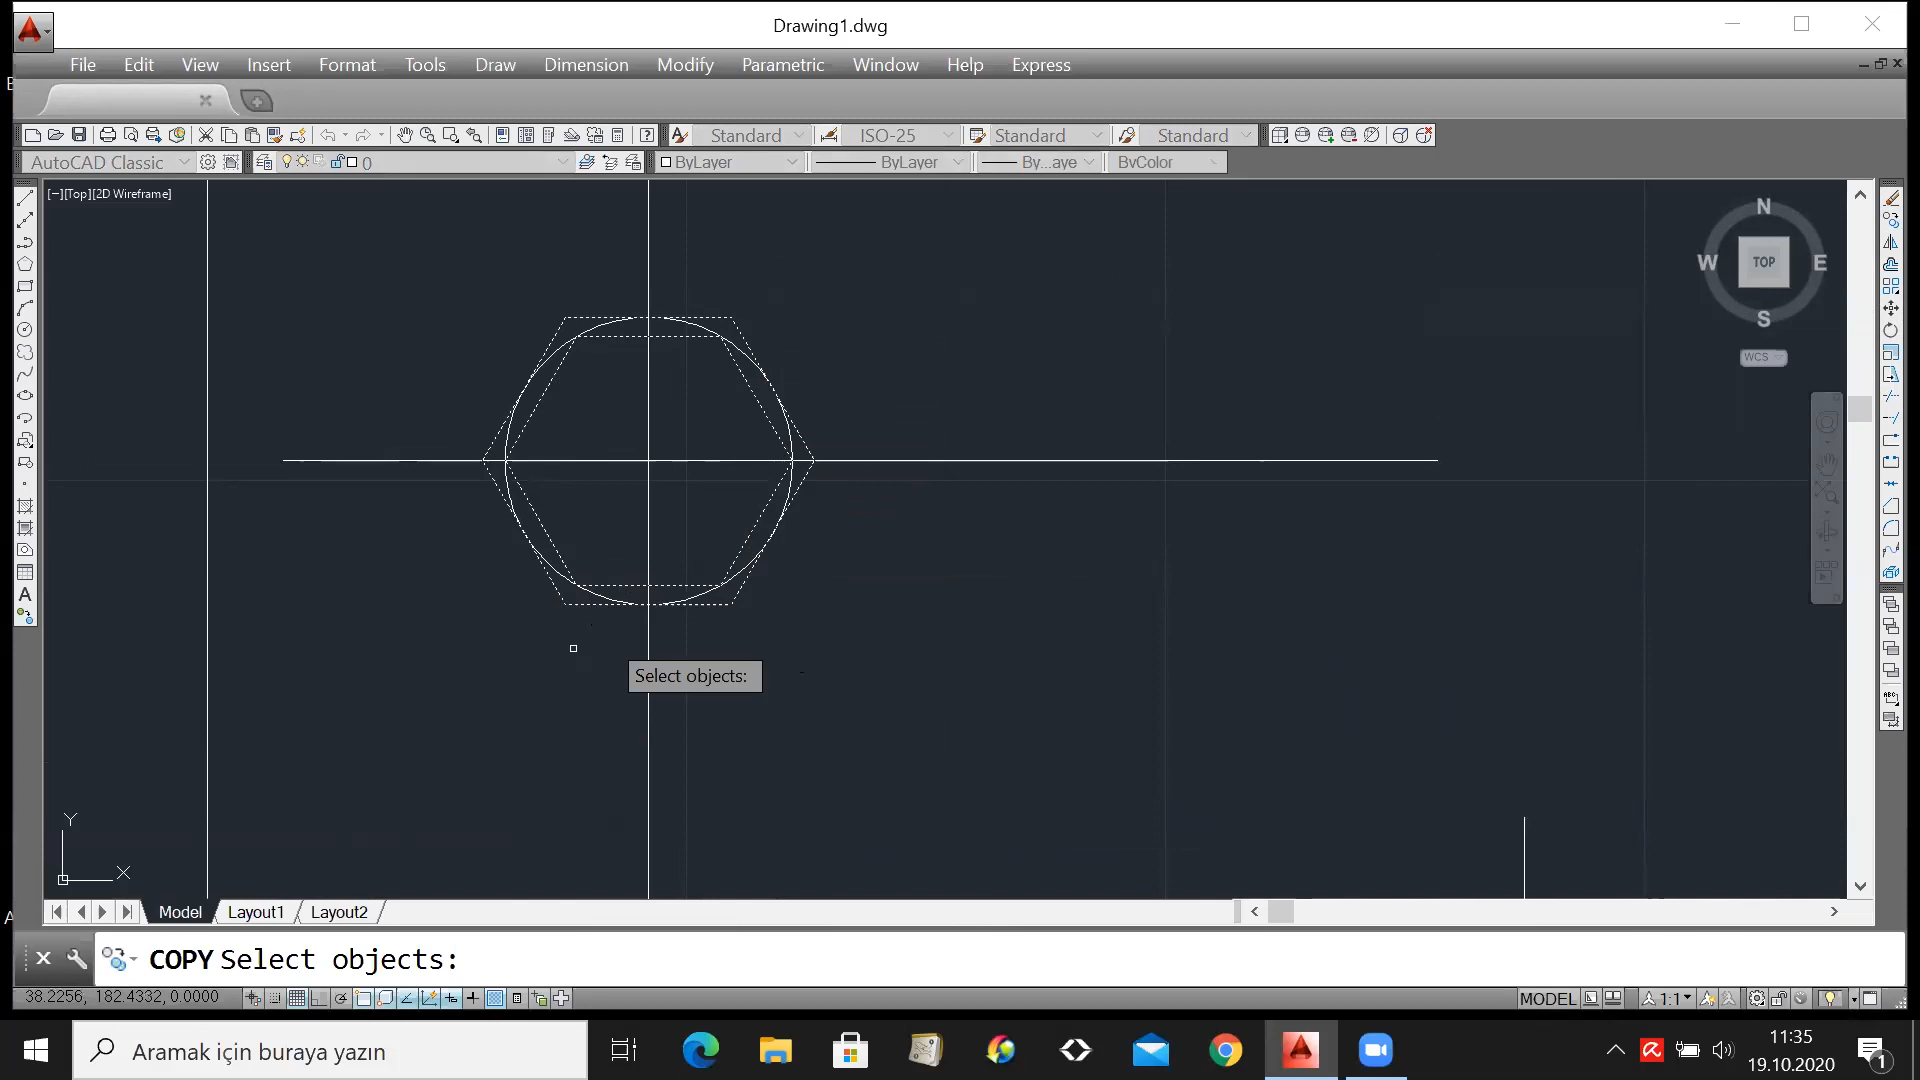 Drawing1.dwg
File Edit View Insert Format Tools Draw Dimension Modify Parametric Window Help Express
Standard ISO-25 Standard Standard
AutoCAD Classic 0 ByLayer ByLayer By...aye ByColor
[−][Top][2D Wireframe]
N
W TOP E
S
WCS
Select objects:
Y
X
Model Layout1 Layout2
COPY Select objects:
38.2256, 182.4332, 0.0000 MODEL 1:1
Aramak için buraya yazın
11:35
19.10.2020
1